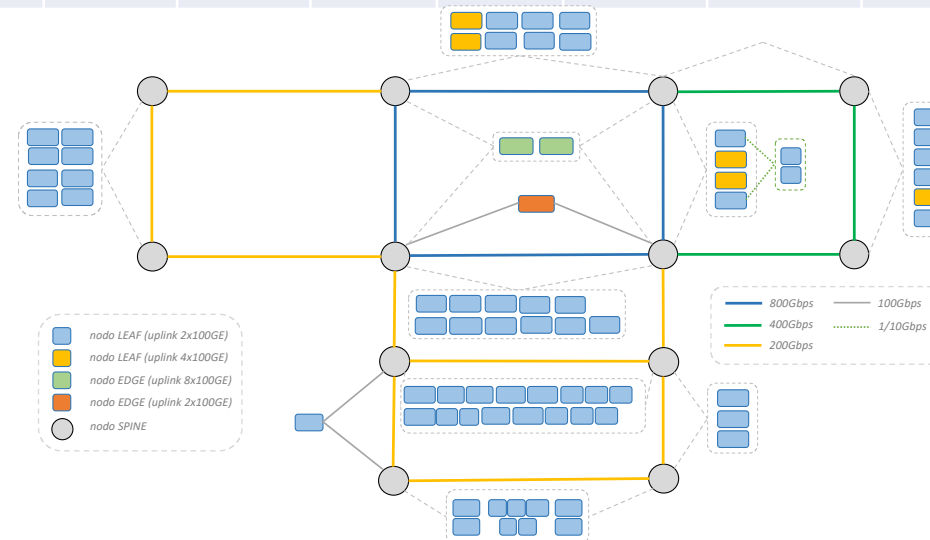 800Gbps
100Gbps
400Gbps
1/10Gbps
200Gbps
nodo LEAF (uplink 2x100GE)
nodo LEAF (uplink 4x100GE)
nodo EDGE (uplink 8x100GE)
nodo EDGE (uplink 2x100GE)
nodo SPINE